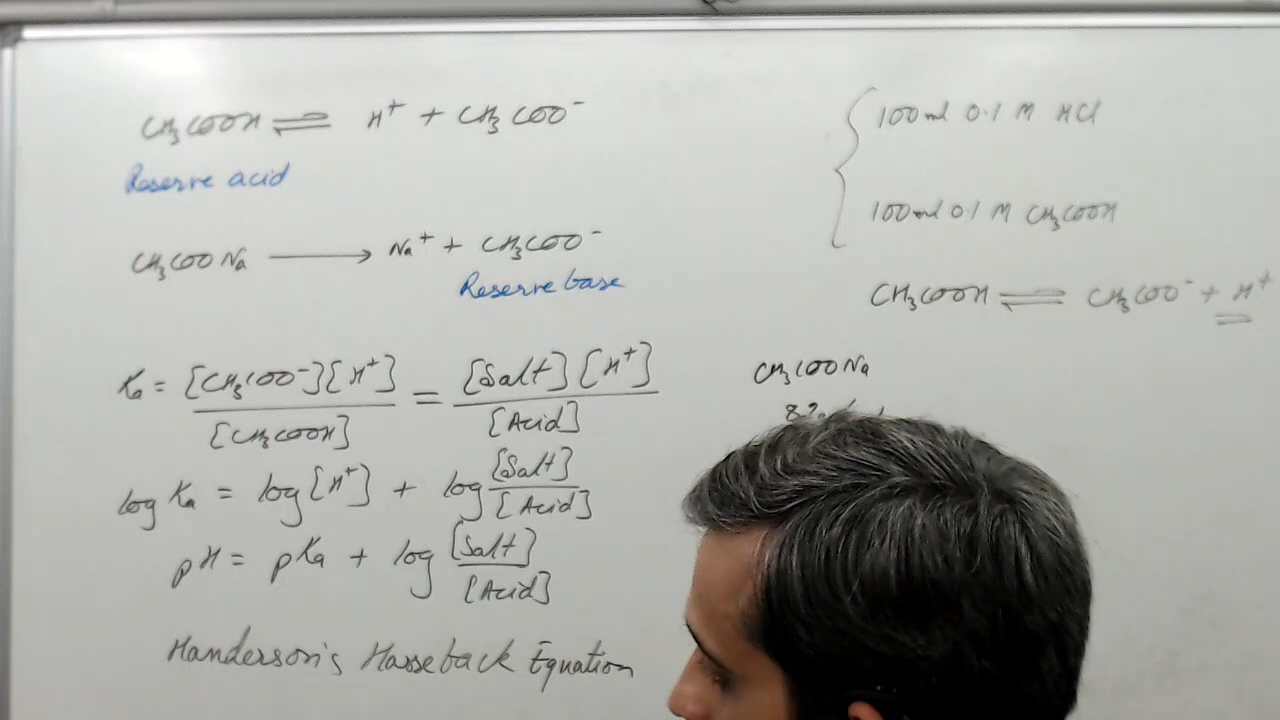 CH₃COOH ⇌ H⁺ + CH₃COO⁻
Reserve acid
CH₃COONa ⟶ Na⁺ + CH₃COO⁻
Reserve base
Ka = [CH₃COO⁻][H⁺] / [CH₃COOH] = [Salt][H⁺] / [Acid]
log Ka = log[H⁺] + log [Salt] / [Acid]
pH = pKa + log [Salt] / [Acid]
Handerson's Hasseback Equation
100ml 0.1 M HCl
100ml 0.1 M CH₃COOH
CH₃COOH ⇌ CH₃COO⁻ + H⁺
CH₃COONa